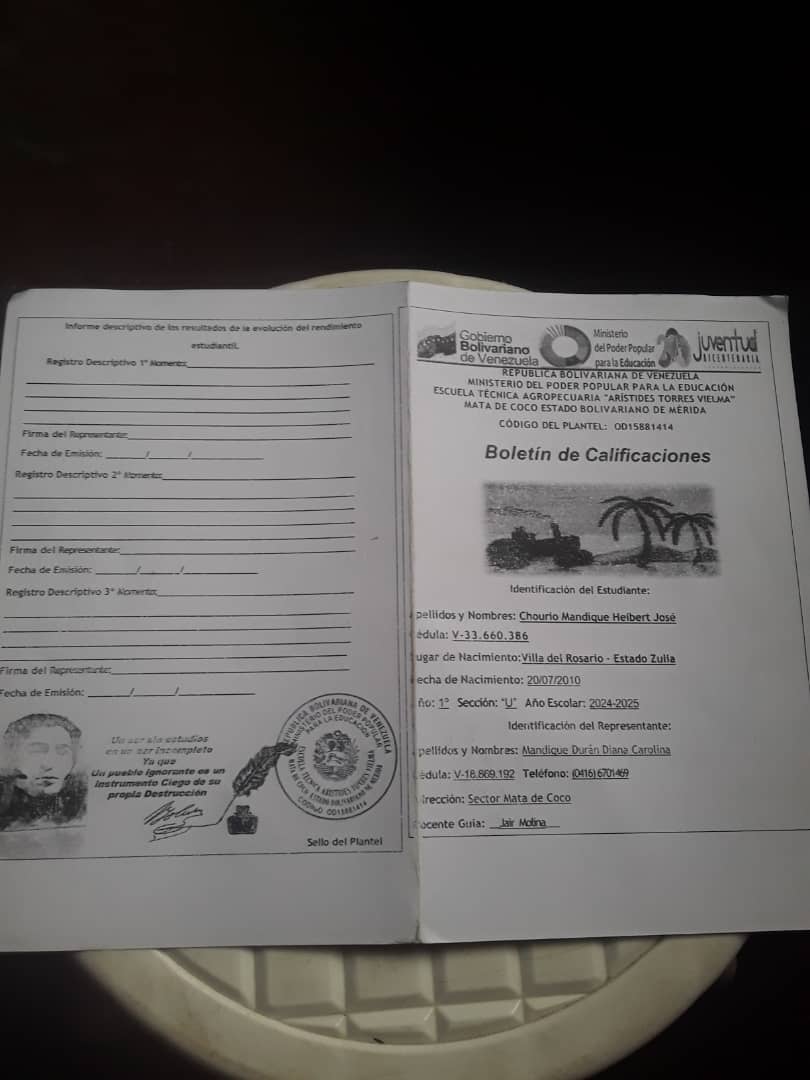 Informe descriptivo de los resultados de la evolución del rendimiento
estudiantil.
Registro Descriptivo 1° Momento:
Firma del Representante:
Fecha de Emisión: ______/______/______
Registro Descriptivo 2° Momento:
Firma del Representante:
Fecha de Emisión: ______/______/______
Registro Descriptivo 3° Momento:
Firma del Representante:
Fecha de Emisión: ______/______/______
Un ser sin estudios
es un ser incompleto
Ya que
Un pueblo ignorante es un
instrumento Ciego de su
propia Destrucción
REPÚBLICA BOLIVARIANA DE VENEZUELA
MINISTERIO DEL PODER POPULAR
PARA LA EDUCACIÓN
ESCUELA TÉCNICA ARÍSTIDES TORRES VIELMA
MATA DE COCO ESTADO BOLIVARIANO DE MÉRIDA
CODIGO OD15881414
Sello del Plantel
Gobierno
Bolivariano
de Venezuela
Ministerio
del Poder Popular
para la Educación
juventud
BICENTENARIA
REPÚBLICA BOLIVARIANA DE VENEZUELA
MINISTERIO DEL PODER POPULAR PARA LA EDUCACIÓN
ESCUELA TÉCNICA AGROPECUARIA "ARÍSTIDES TORRES VIELMA"
MATA DE COCO ESTADO BOLIVARIANO DE MÉRIDA
CÓDIGO DEL PLANTEL: OD15881414
Boletín de Calificaciones
Identificación del Estudiante:
pellidos y Nombres: Chourio Mandique Heibert José
édula: V-33.660.386
ugar de Nacimiento: Villa del Rosario - Estado Zulia
echa de Nacimiento: 20/07/2010
ño: 1° Sección: "U" Año Escolar: 2024-2025
Identificación del Representante:
pellidos y Nombres: Mandique Durán Diana Carolina
édula: V-18.869.192 Teléfono: (0416) 6701469
irección: Sector Mata de Coco
ocente Guía: Jair Molina